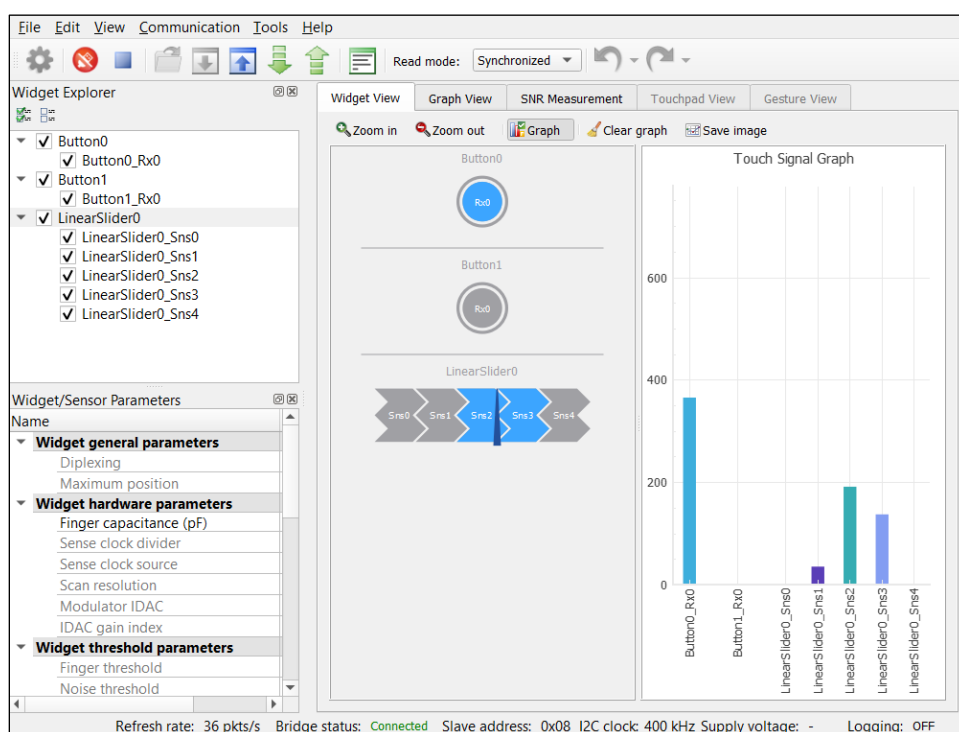 File Edit View Communication Tools Help
Read mode: Synchronized
Widget Explorer
Button0
Button0_Rx0
Button1
Button1_Rx0
LinearSlider0
LinearSlider0_Sns0
LinearSlider0_Sns1
LinearSlider0_Sns2
LinearSlider0_Sns3
LinearSlider0_Sns4
Widget/Sensor Parameters
Name
Widget general parameters
Diplexing
Maximum position
Widget hardware parameters
Finger capacitance (pF)
Sense clock divider
Sense clock source
Scan resolution
Modulator IDAC
IDAC gain index
Widget threshold parameters
Finger threshold
Noise threshold
Widget View Graph View SNR Measurement Touchpad View Gesture View
Zoom in Zoom out Graph Clear graph Save image
Button0
Rx0
Button1
Rx0
LinearSlider0
Sns0 Sns1 Sns2 Sns3 Sns4
Touch Signal Graph
600
400
200
0
Button0_Rx0
Button1_Rx0
LinearSlider0_Sns0
LinearSlider0_Sns1
LinearSlider0_Sns2
LinearSlider0_Sns3
LinearSlider0_Sns4
Refresh rate: 36 pkts/s Bridge status: Connected Slave address: 0x08 I2C clock: 400 kHz Supply voltage: - Logging: OFF